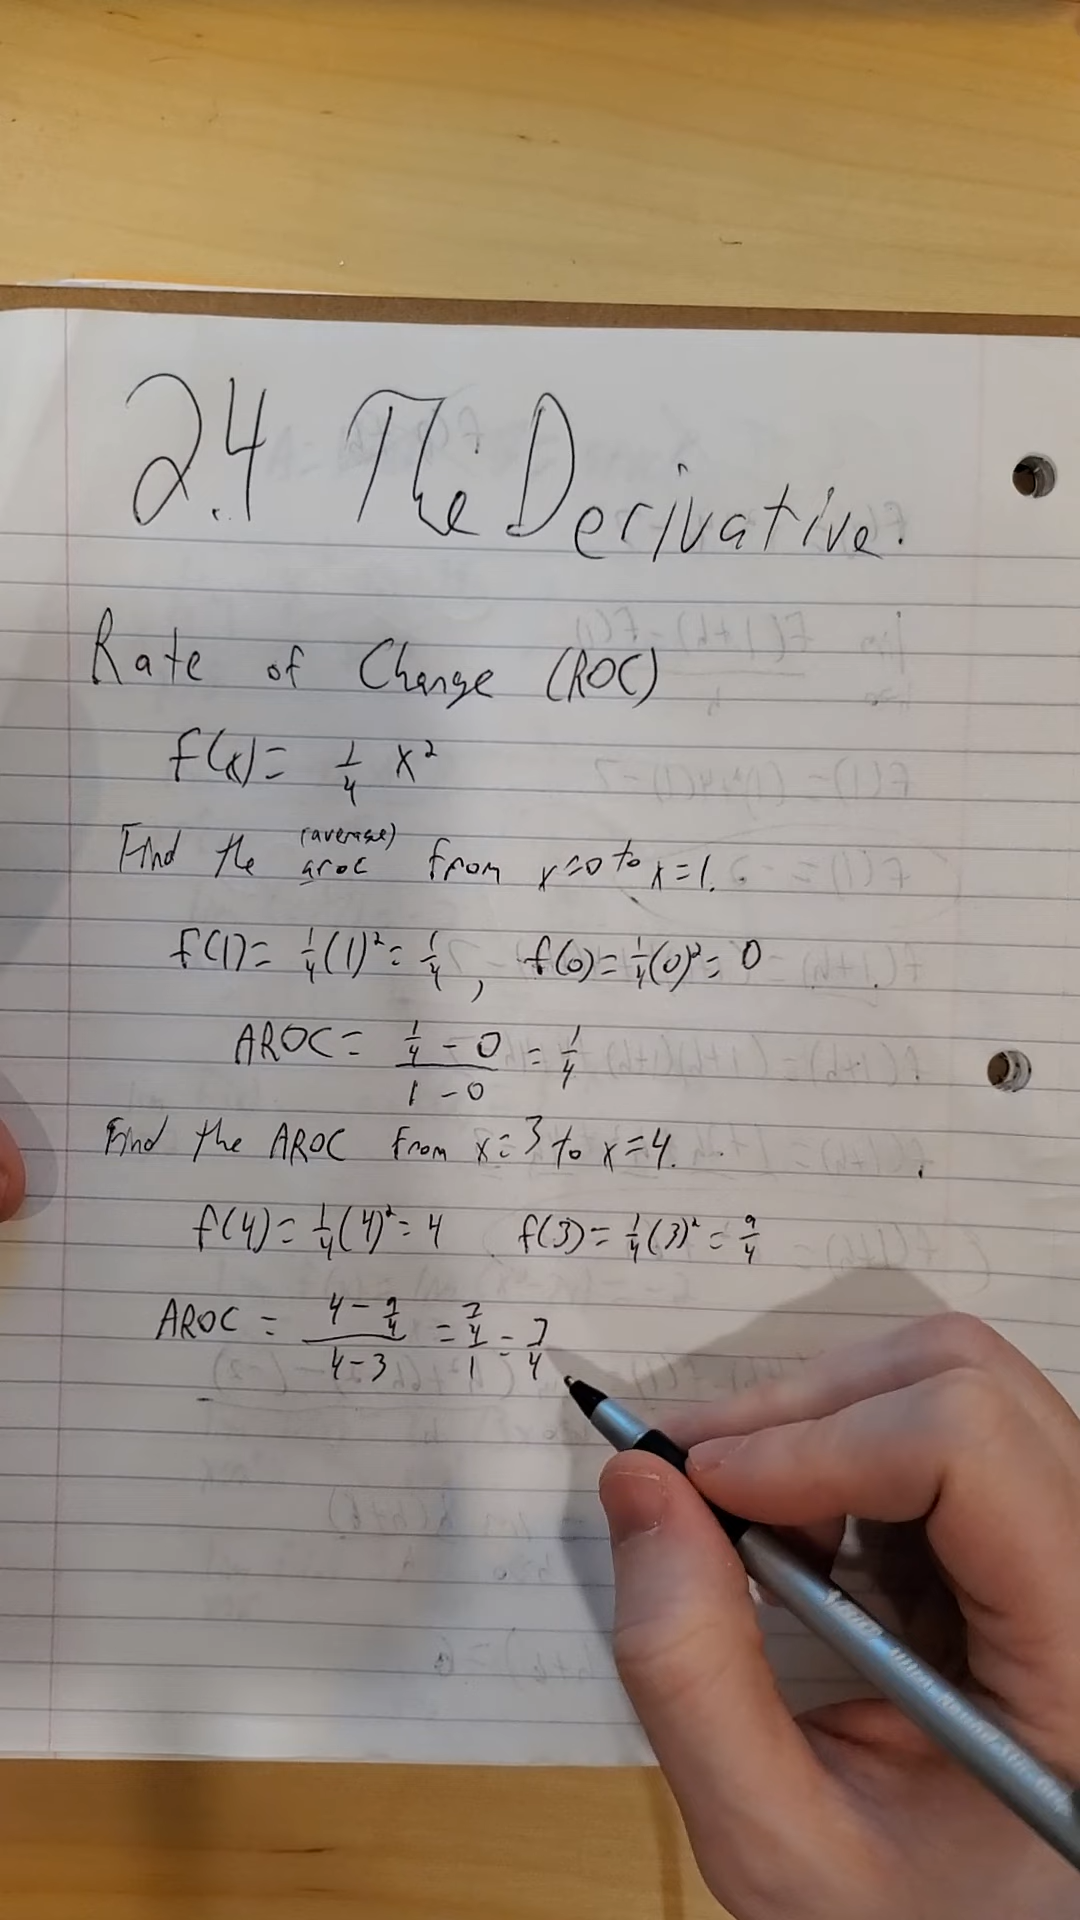 2.4 The Derivative.
Rate of Change (ROC)
f(x) = 1/4 x²
(average)
Find the aroc from x=0 to x=1.
f(1) = 1/4(1)² = 1/4, f(0) = 1/4(0)² = 0
AROC = (1/4 - 0)/(1 - 0) = 1/4
Find the AROC from x=3 to x=4.
f(4) = 1/4(4)² = 4 f(3) = 1/4(3)² = 9/4
AROC = (4 - 9/4)/(4 - 3) = (7/4)/1 = 7/4